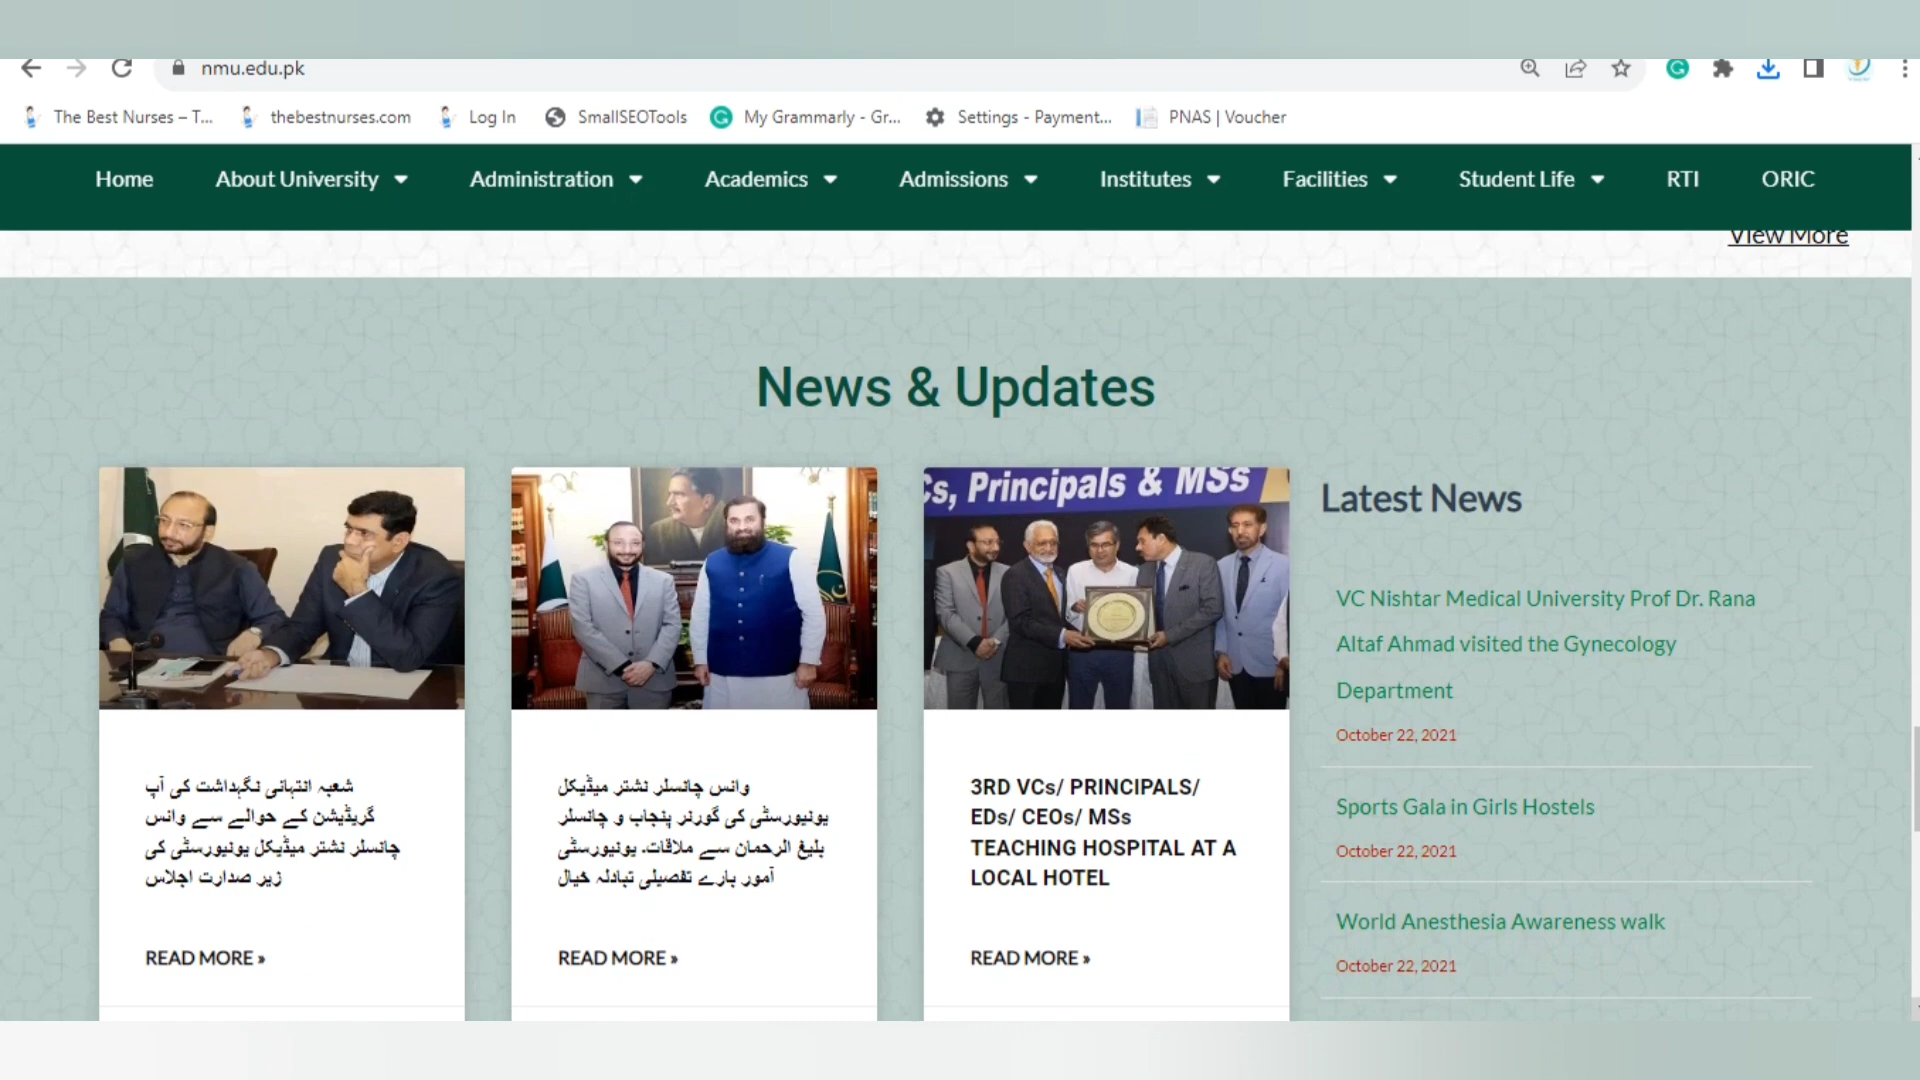 nmu.edu.pk
The Best Nurses – T...
thebestnurses.com
Log In
SmallSEOTools
My Grammarly - Gr...
Settings - Payment...
PNAS | Voucher
Home
About University
Administration
Academics
Admissions
Institutes
Facilities
Student Life
RTI
ORIC
View More
News & Updates
Cs, Principals & MSs
شعبہ انتہائی نگہداشت کی آپ
گریڈیشن کے حوالے سے وائس
چانسلر نشتر میڈیکل یونیورسٹی کی
زیر صدارت اجلاس
READ MORE »
وائس چانسلر نشتر میڈیکل
یونیورسٹی کی گورنر پنجاب و چانسلر
بلیغ الرحمان سے ملاقات۔ یونیورسٹی
آمور بارے تفصیلی تبادلہ خیال
READ MORE »
3RD VCs/ PRINCIPALS/
EDs/ CEOs/ MSs
TEACHING HOSPITAL AT A
LOCAL HOTEL
READ MORE »
Latest News
VC Nishtar Medical University Prof Dr. Rana
Altaf Ahmad visited the Gynecology
Department
October 22, 2021
Sports Gala in Girls Hostels
October 22, 2021
World Anesthesia Awareness walk
October 22, 2021